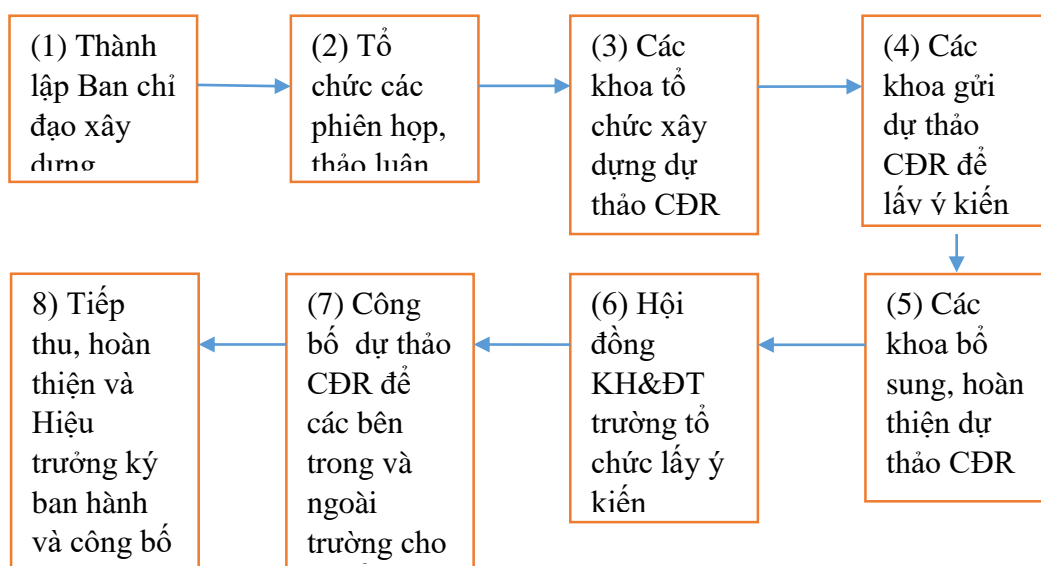 (1) Thành
lập Ban chỉ
đạo xây
dựng
(2) Tổ
chức các
phiên họp,
thảo luận
(3) Các
khoa tổ
chức xây
dựng dự
thảo CĐR
(4) Các
khoa gửi
dự thảo
CĐR để
lấy ý kiến
(5) Các
khoa bổ
sung, hoàn
thiện dự
thảo CĐR
(6) Hội
đồng
KH&ĐT
trường tổ
chức lấy ý
kiến
(7) Công
bố dự thảo
CĐR để
các bên
trong và
ngoài
trường cho
8) Tiếp
thu, hoàn
thiện và
Hiệu
trưởng ký
ban hành
và công bố